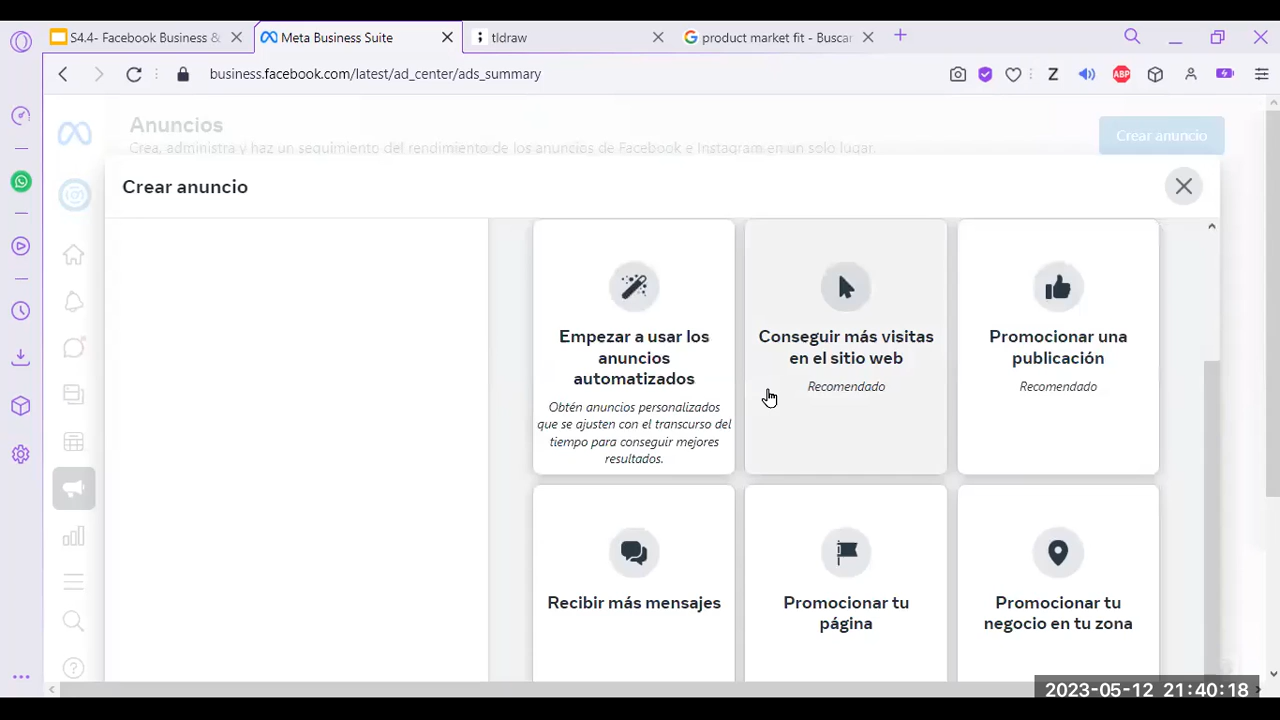 S4.4- Facebook Business &
Meta Business Suite
tldraw
product market fit - Buscar
business.facebook.com/latest/ad_center/ads_summary
Z
ABP
Anuncios
Crea, administra y haz un seguimiento del rendimiento de los anuncios de Facebook e Instagram en un solo lugar.
Crear anuncio
Crear anuncio
Empezar a usar los
anuncios
automatizados
Obtén anuncios personalizados
que se ajusten con el transcurso del
tiempo para conseguir mejores
resultados.
Conseguir más visitas
en el sitio web
Recomendado
Promocionar una
publicación
Recomendado
Recibir más mensajes
Promocionar tu
página
Promocionar tu
negocio en tu zona
2023-05-12 21:40:18